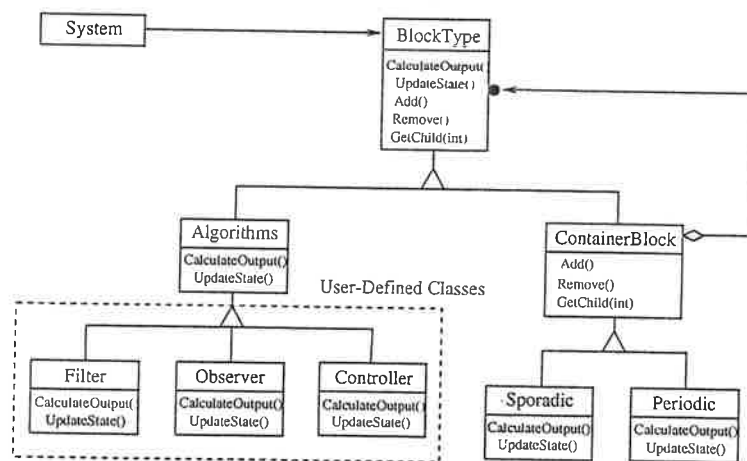 System
BlockType
CalculateOutput(
UpdateState()
Add()
Remove()
GetChild(int)
Algorithms
CalculateOutput()
UpdateState()
ContainerBlock
Add()
Remove()
GetChild(int)
User-Defined Classes
Filter
CalculateOutput(
UpdateState()
Observer
CalculateOutput()
UpdateState()
Controller
CalculateOutput()
UpdateState()
Sporadic
CalculateOutput()
UpdateState()
Periodic
CalculateOutput()
UpdateState()